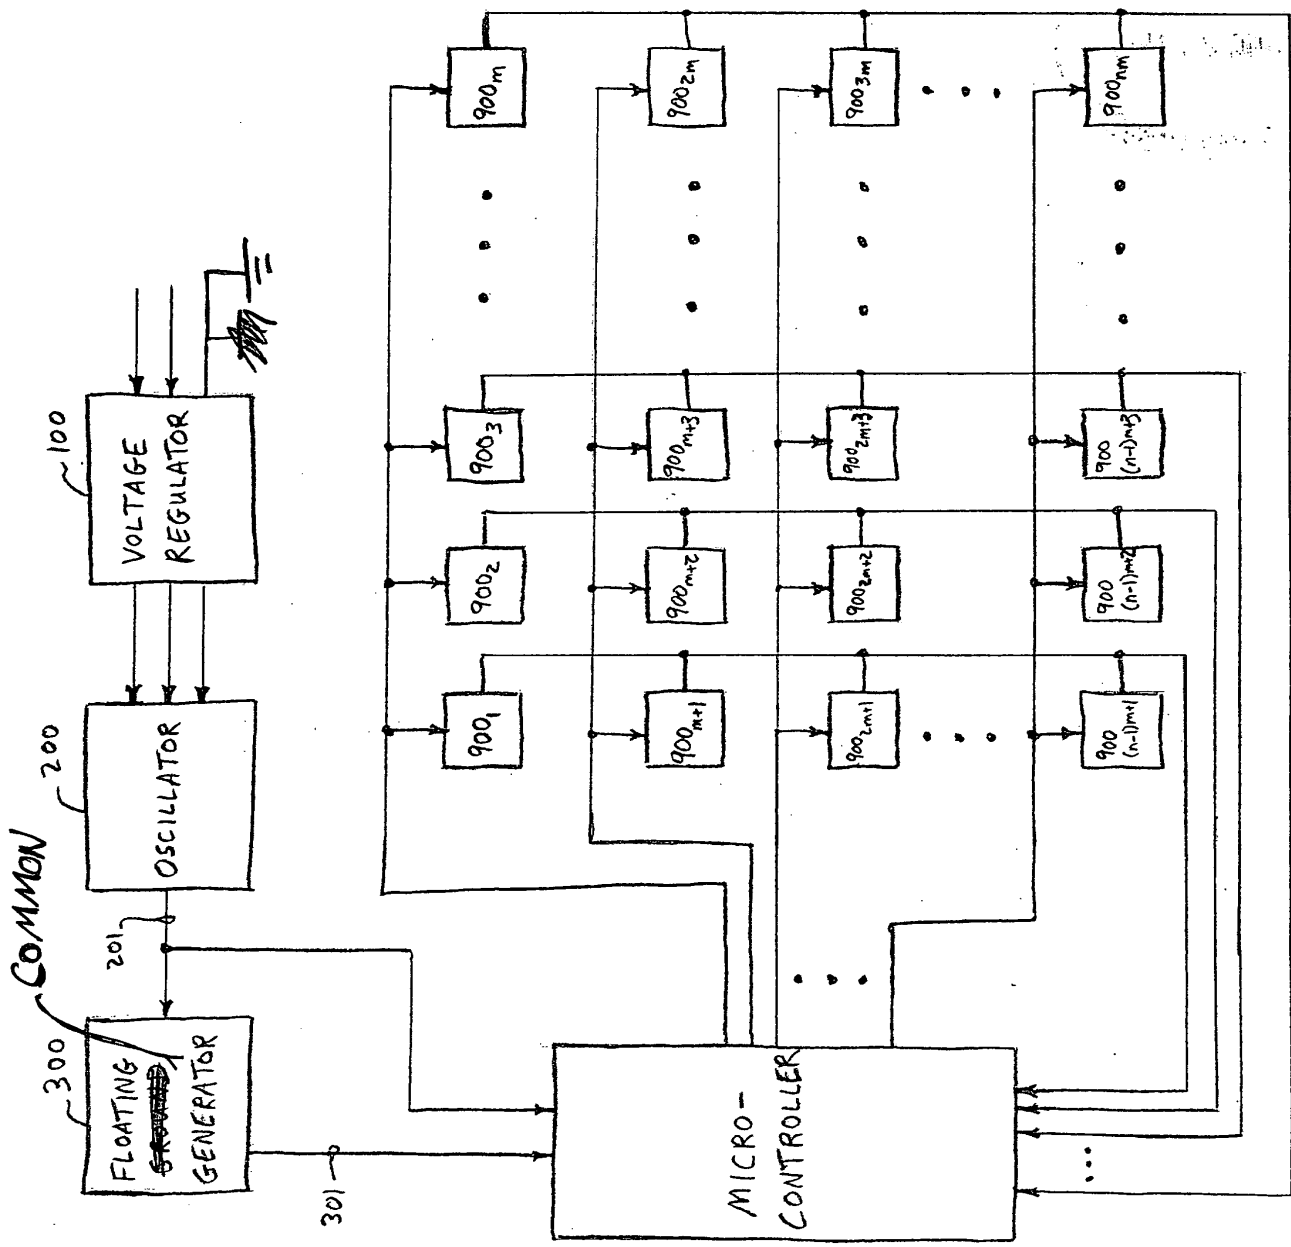 COMMON
300
200
100
FLOATING
GENERATOR
OSCILLATOR
VOLTAGE
REGULATOR
201
301
MICRO-
CONTROLLER
900₁
900₂
900₃
900m
900m+1
900m+2
900m+3
900₂m
900₂m+1
900₂m+2
900₂m+3
900₃m
900
(n-1)m+1
900
(n-1)m+2
900
(n-1)m+3
900nm